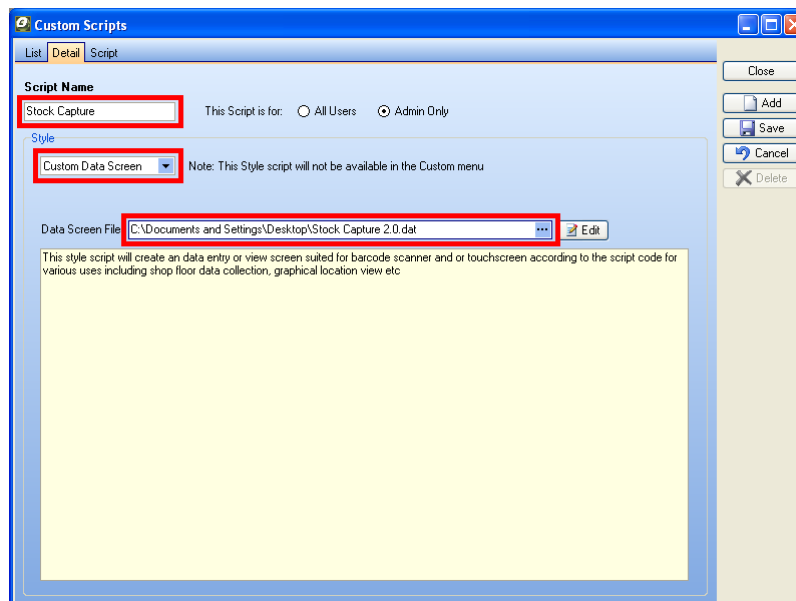 Custom Scripts
List Detail Script
Close
Script Name
Stock Capture
This Script is for: All Users Admin Only
Add
Save
Style
Custom Data Screen
Note: This Style script will not be available in the Custom menu
Cancel
Delete
Data Screen File C:\Documents and Settings\Desktop\Stock Capture 2.0.dat ... Edit
This style script will create an data entry or view screen suited for barcode scanner and or touchscreen according to the script code for
various uses including shop floor data collection, graphical location view etc